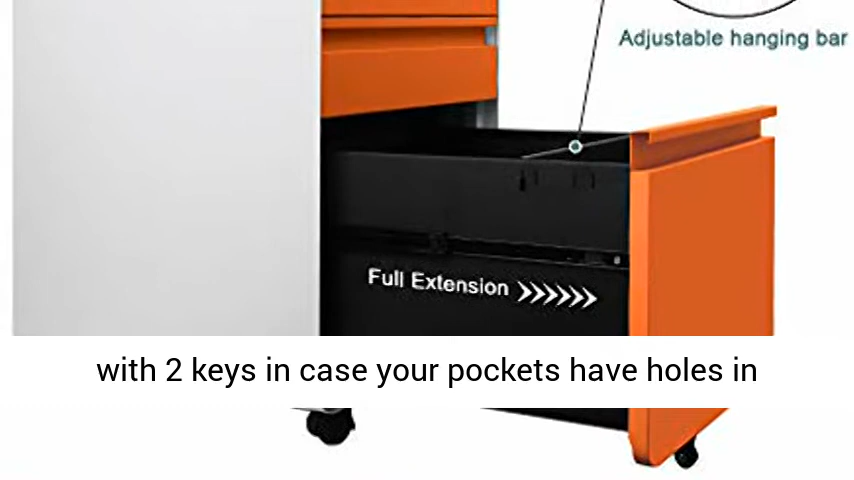 Adjustable hanging bar
Full Extension
with 2 keys in case your pockets have holes in